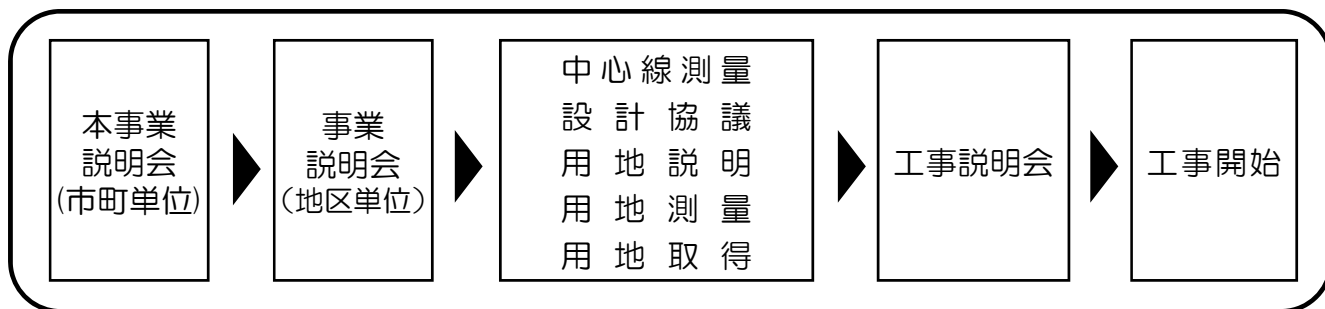 本事業
説明会
(市町単位)
事業
説明会
(地区単位)
中心線測量
設計協議
用地説明
用地測量
用地取得
工事説明会
工事開始